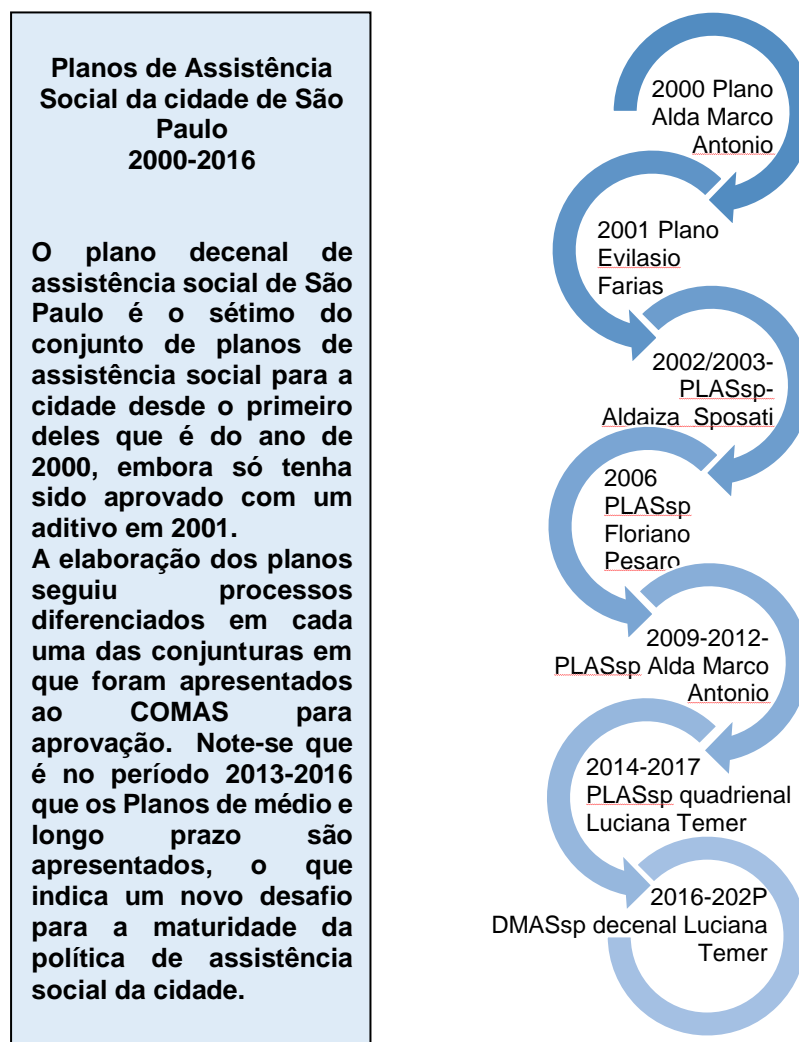 Planos de Assistência
Social da cidade de São
Paulo
2000-2016
O plano decenal de
assistência social de São
Paulo é o sétimo do
conjunto de planos de
assistência social para a
cidade desde o primeiro
deles que é do ano de
2000, embora só tenha
sido aprovado com um
aditivo em 2001.
A elaboração dos planos
seguiu processos
diferenciados em cada
uma das conjunturas em
que foram apresentados
ao COMAS para
aprovação. Note-se que
é no período 2013-2016
que os Planos de médio e
longo prazo são
apresentados, o que
indica um novo desafio
para a maturidade da
política de assistência
social da cidade.
2000 Plano
Alda Marco
Antonio
2001 Plano
Evilasio
Farias
2002/2003-
PLASsp-
Aldaiza Sposati
2006
PLASsp
Floriano
Pesaro
2009-2012-
PLASsp Alda Marco
Antonio
2014-2017
PLASsp quadrienal
Luciana Temer
2016-202P
DMASsp decenal Luciana
Temer